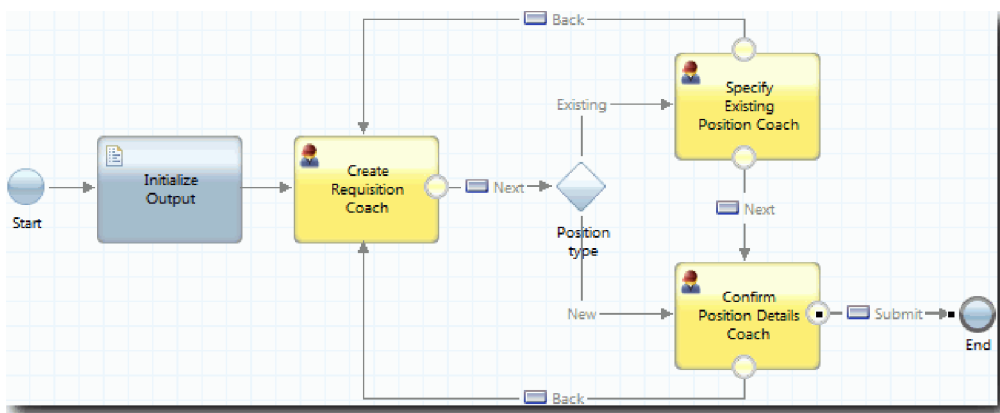 Back
Specify
Existing
Position Coach
Existing
Initialize
Output
Create
Requisition
Coach
Next
Start
Next
Position
type
Confirm
Position Details
Coach
New
Submit
End
Back